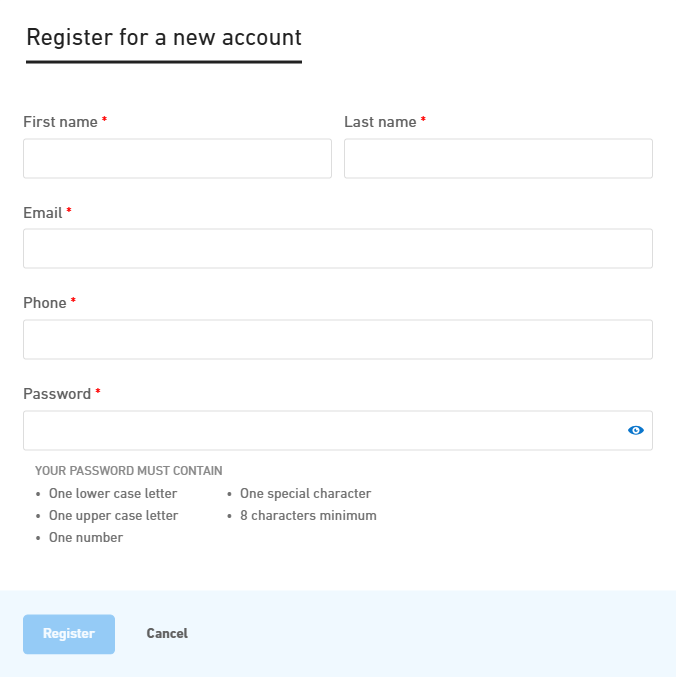 Register for a new account
First name * Last name *
Email *
Phone *
Password *
YOUR PASSWORD MUST CONTAIN
• One lower case letter • One special character
• One upper case letter • 8 characters minimum
• One number
Register Cancel